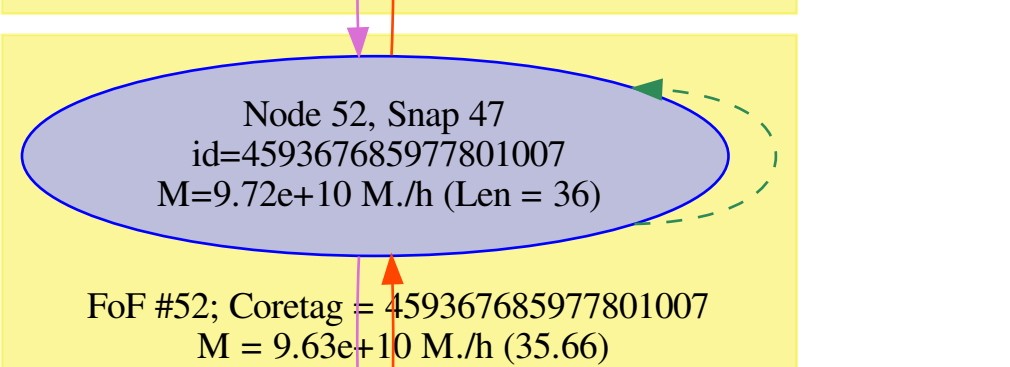 Node 52, Snap 47
id=459367685977801007
M=9.72e+10 M./h (Len = 36)
FoF #52; Coretag = 459367685977801007
M = 9.63e+10 M./h (35.66)